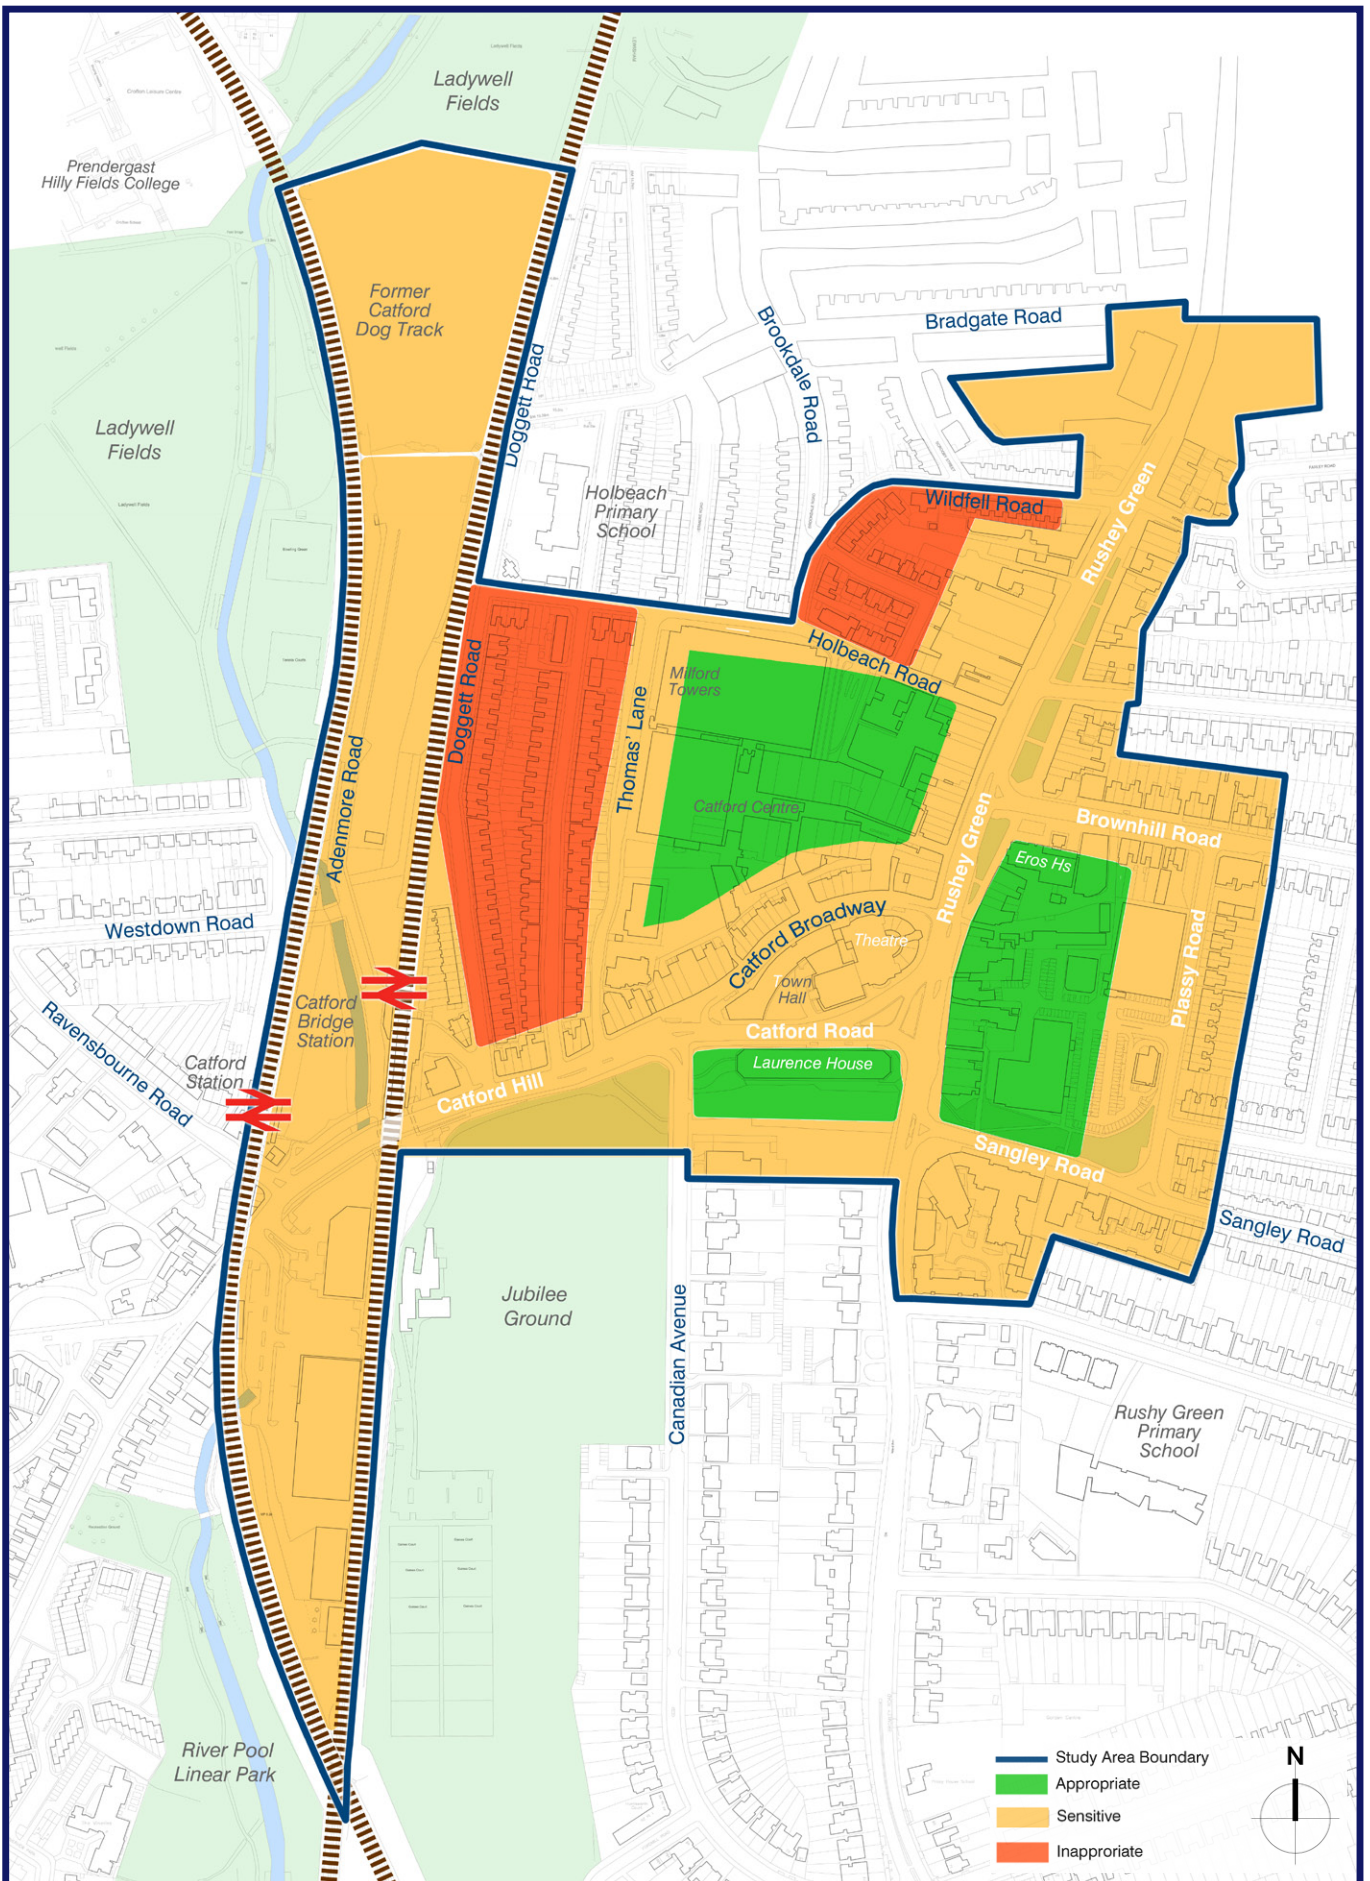 Ladywell
Fields
Prendergast
Hilly Fields College
Former
Catford
Dog Track
Bradgate Road
Brookdale Road
Doggett Road
Ladywell
Fields
Holbeach
Primary
School
Wildfell Road
Rushey Green
Holbeach Road
Doggett Road
Milford
Towers
Thomas' Lane
Adenmore Road
Catford Centre
Rushey Green
Brownhill Road
Eros Hs
Westdown Road
Catford Broadway
Theatre
Plassy Road
Town
Hall
Catford
Bridge
Station
Ravensbourne Road
Catford
Station
Catford Road
Laurence House
Catford Hill
Sangley Road
Sangley Road
Jubilee
Ground
Canadian Avenue
Rushy Green
Primary
School
River Pool
Linear Park
Study Area Boundary
Appropriate
Sensitive
Inapproriate
N